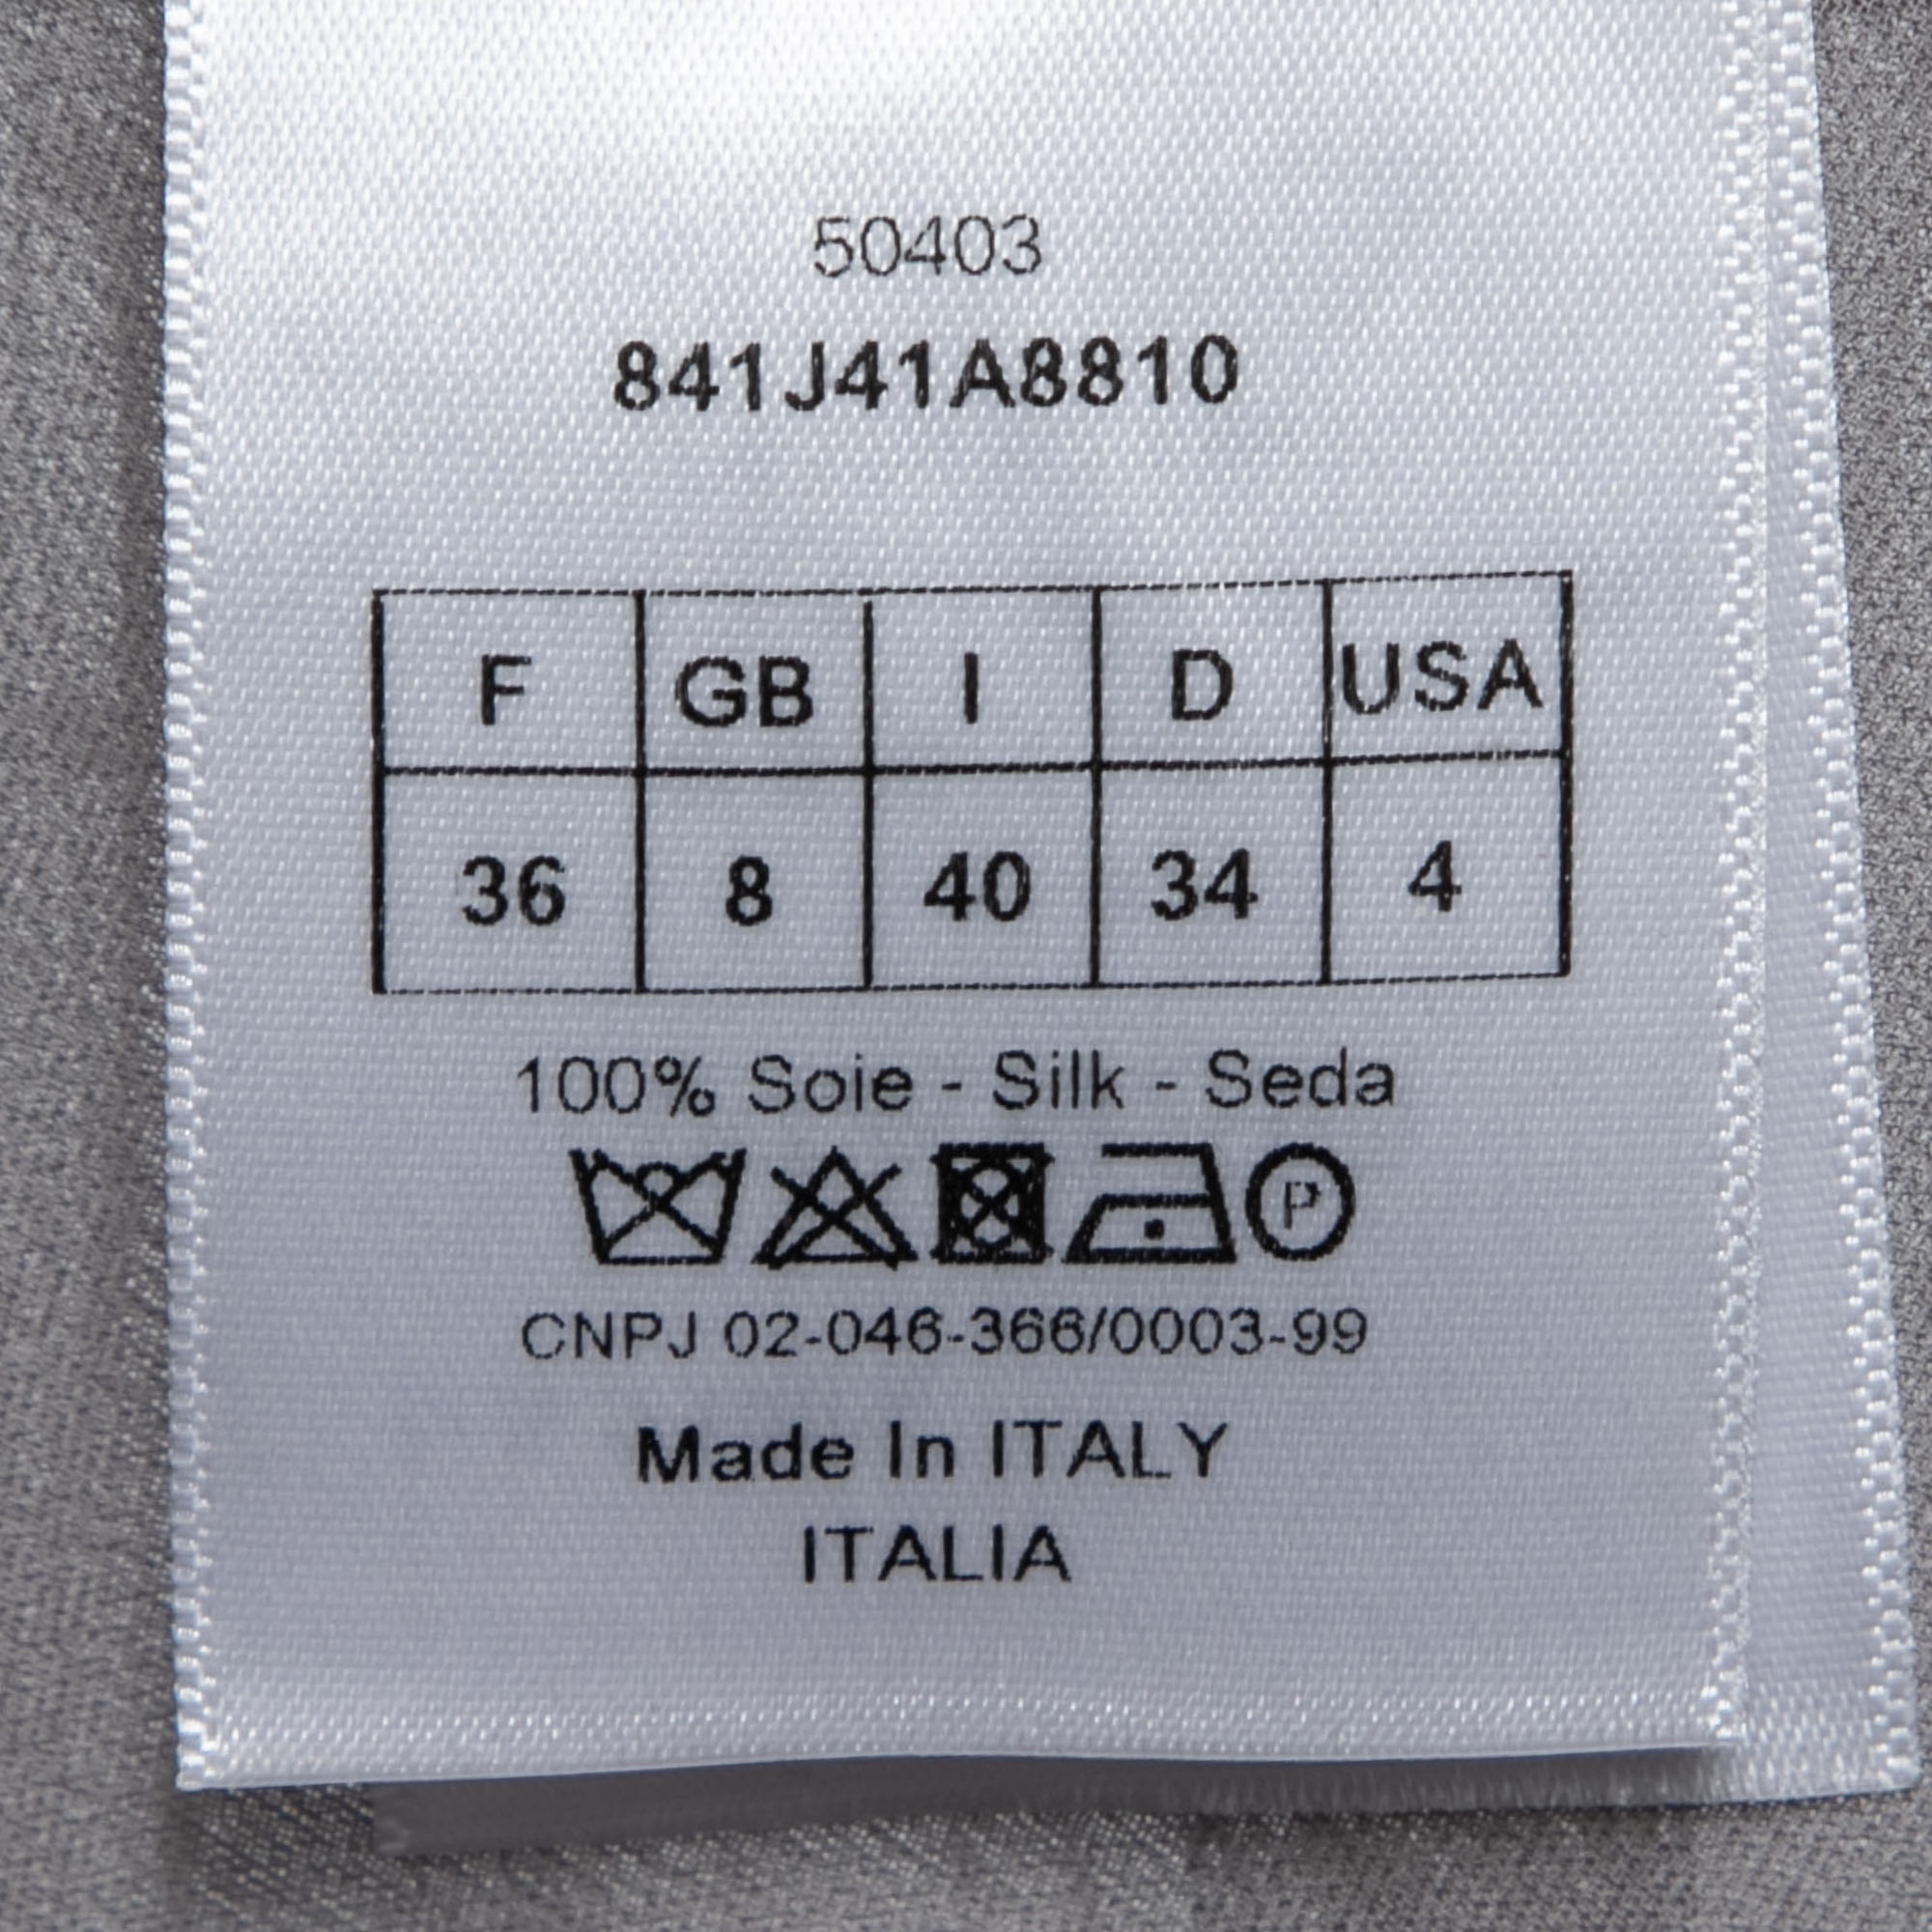 50403
841J41A8810
F GB I D USA
36 8 40 34 4
100% Soie - Silk - Seda
P
CNPJ 02-046-366/0003-99
Made In ITALY
ITALIA